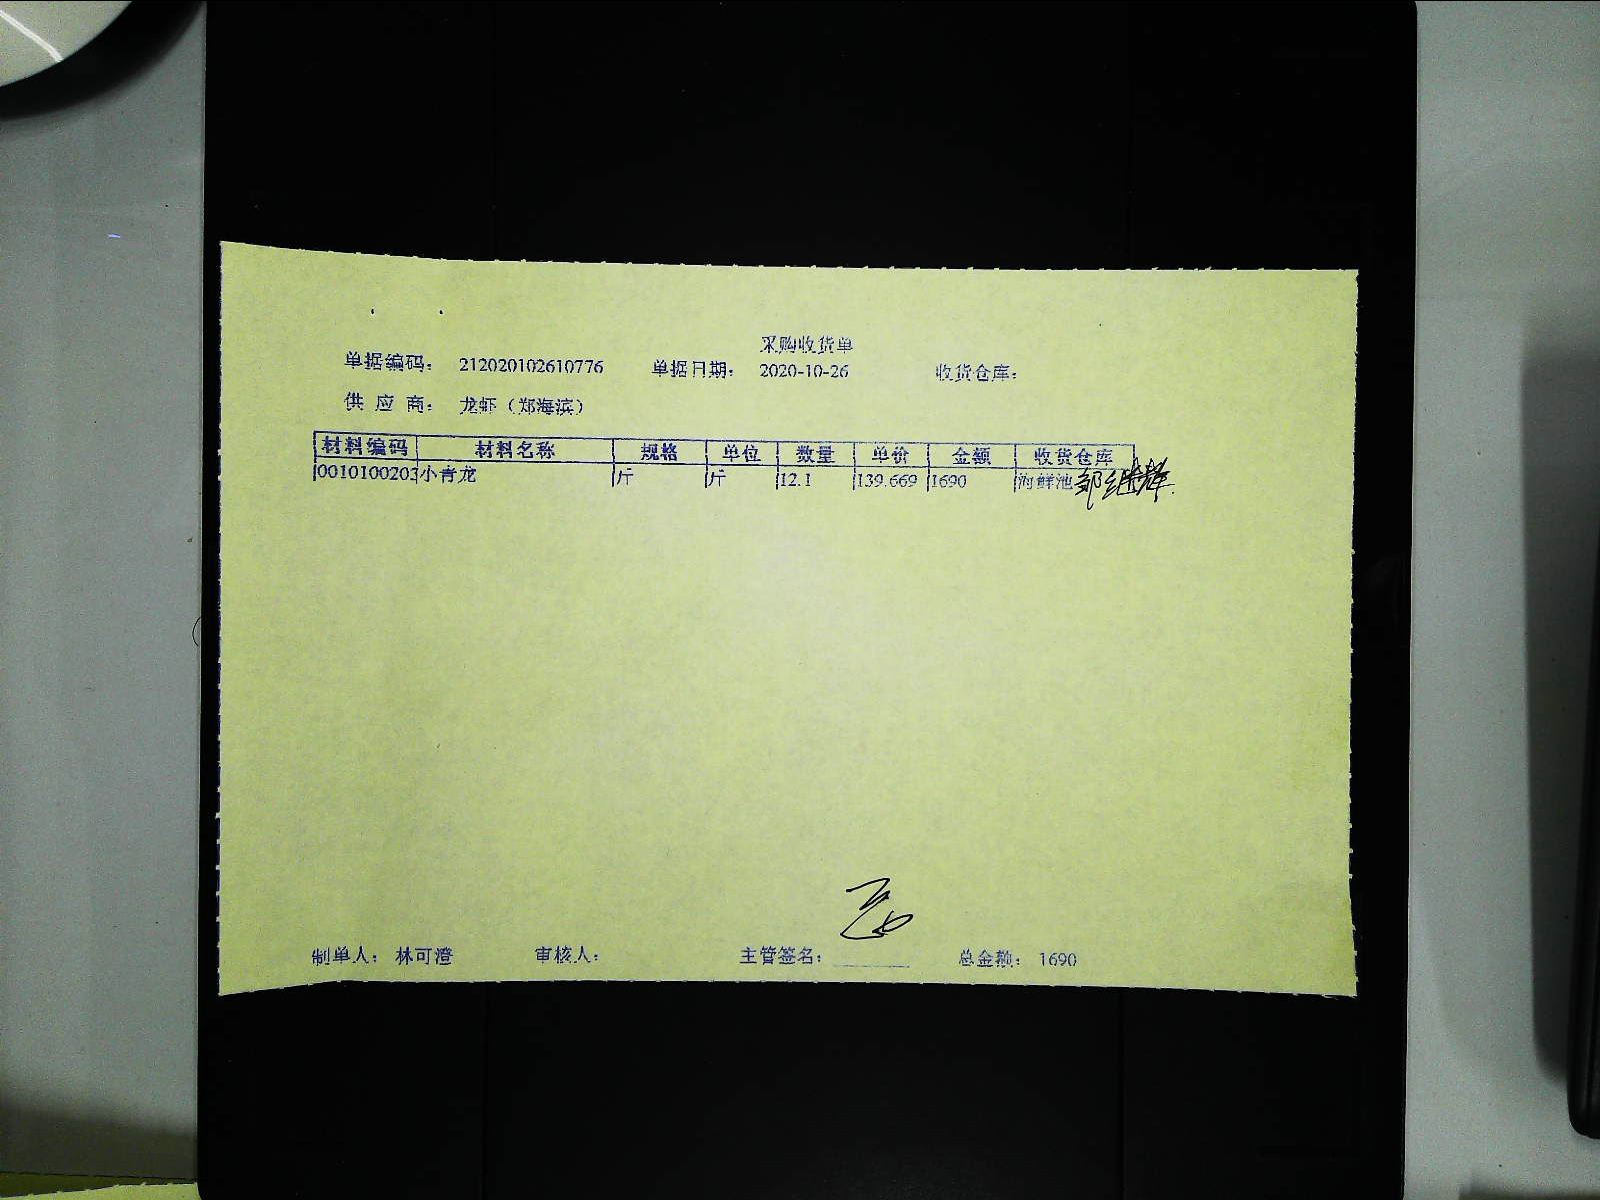 采购收货单
单据编码： 212020102610776 单据日期： 2020-10-26 收货仓库：
供 应 商： 龙虾（郑海滨）
材料编码 材料名称 规格 单位 数量 单价 金额 收货仓库
0010100203 小青龙 斤 斤 12.1 139.669 1690 海鲜池
制单人： 林可澄 审核人： 主管签名： 总金额： 1690